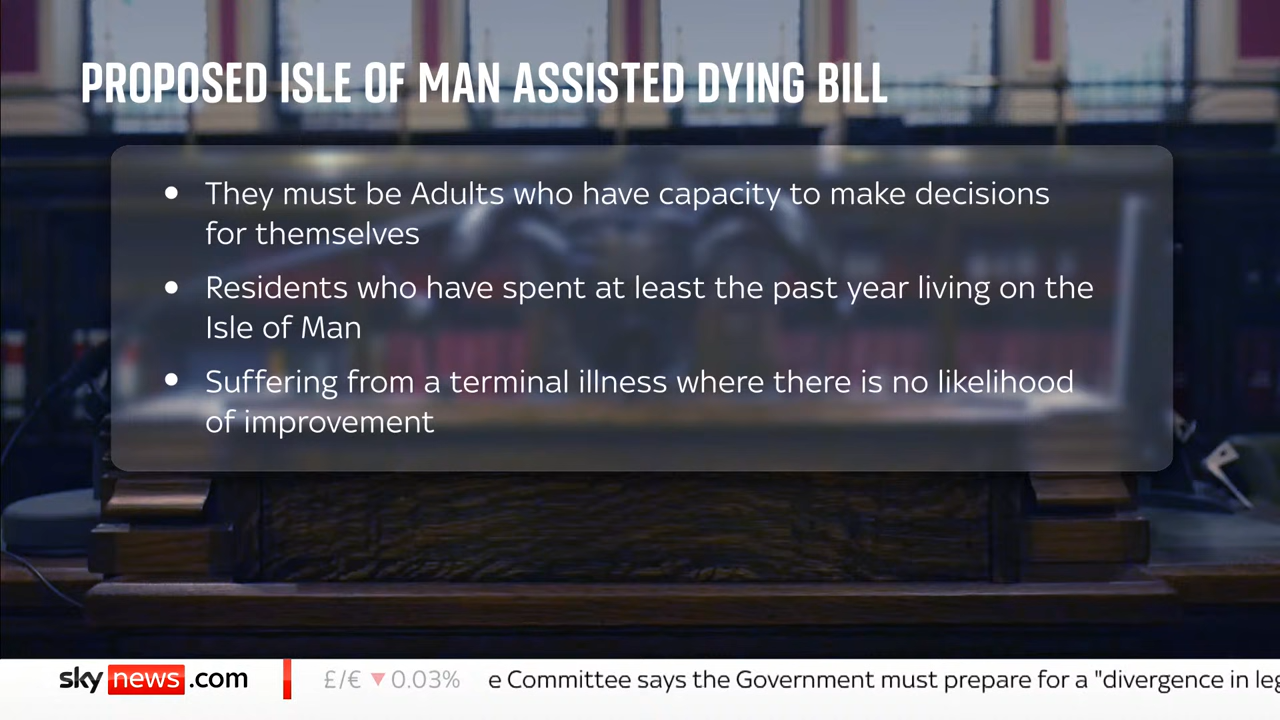 PROPOSED ISLE OF MAN ASSISTED DYING BILL
• They must be Adults who have capacity to make decisions
for themselves
• Residents who have spent at least the past year living on the
Isle of Man
• Suffering from a terminal illness where there is no likelihood
of improvement
sky news.com £/€ ▼0.03% e Committee says the Government must prepare for a "divergence in leg